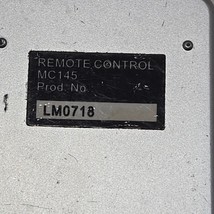 REMOTE CONTROL
MC145
Prod. No
LM0718